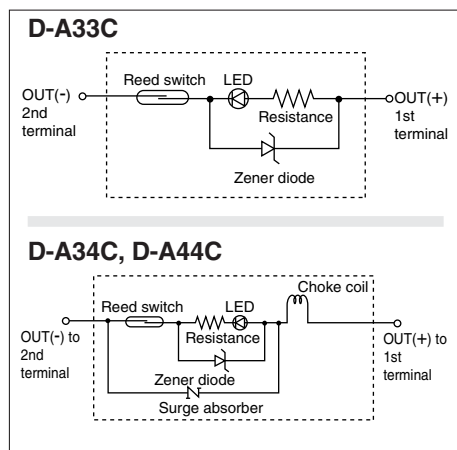 D-A33C
Reed switch
LED
OUT(-)
2nd
terminal
OUT(+)
1st
terminal
Resistance
Zener diode
D-A34C, D-A44C
Choke coil
Reed switch
LED
Resistance
OUT(-) to
2nd
terminal
OUT(+) to
1st
terminal
Zener diode
Surge absorber